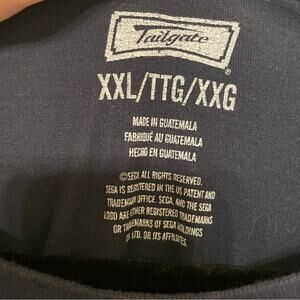 Tailgate®
XXL/TTG/XXG
MADE IN GUATEMALA
FABRIQUÉ AU GUATEMALA
HECHO EN GUATEMALA
©SEGA ALL RIGHTS RESERVED.
SEGA IS REGISTERED IN THE US PATENT AND
TRADEMARK OFFICE. SEGA, AND THE SEGA
LOGO ARE EITHER REGISTERED TRADEMARKS
OR TRADEMARKS OF SEGA HOLDINGS
CO. LTD. OR ITS AFFILIATES.